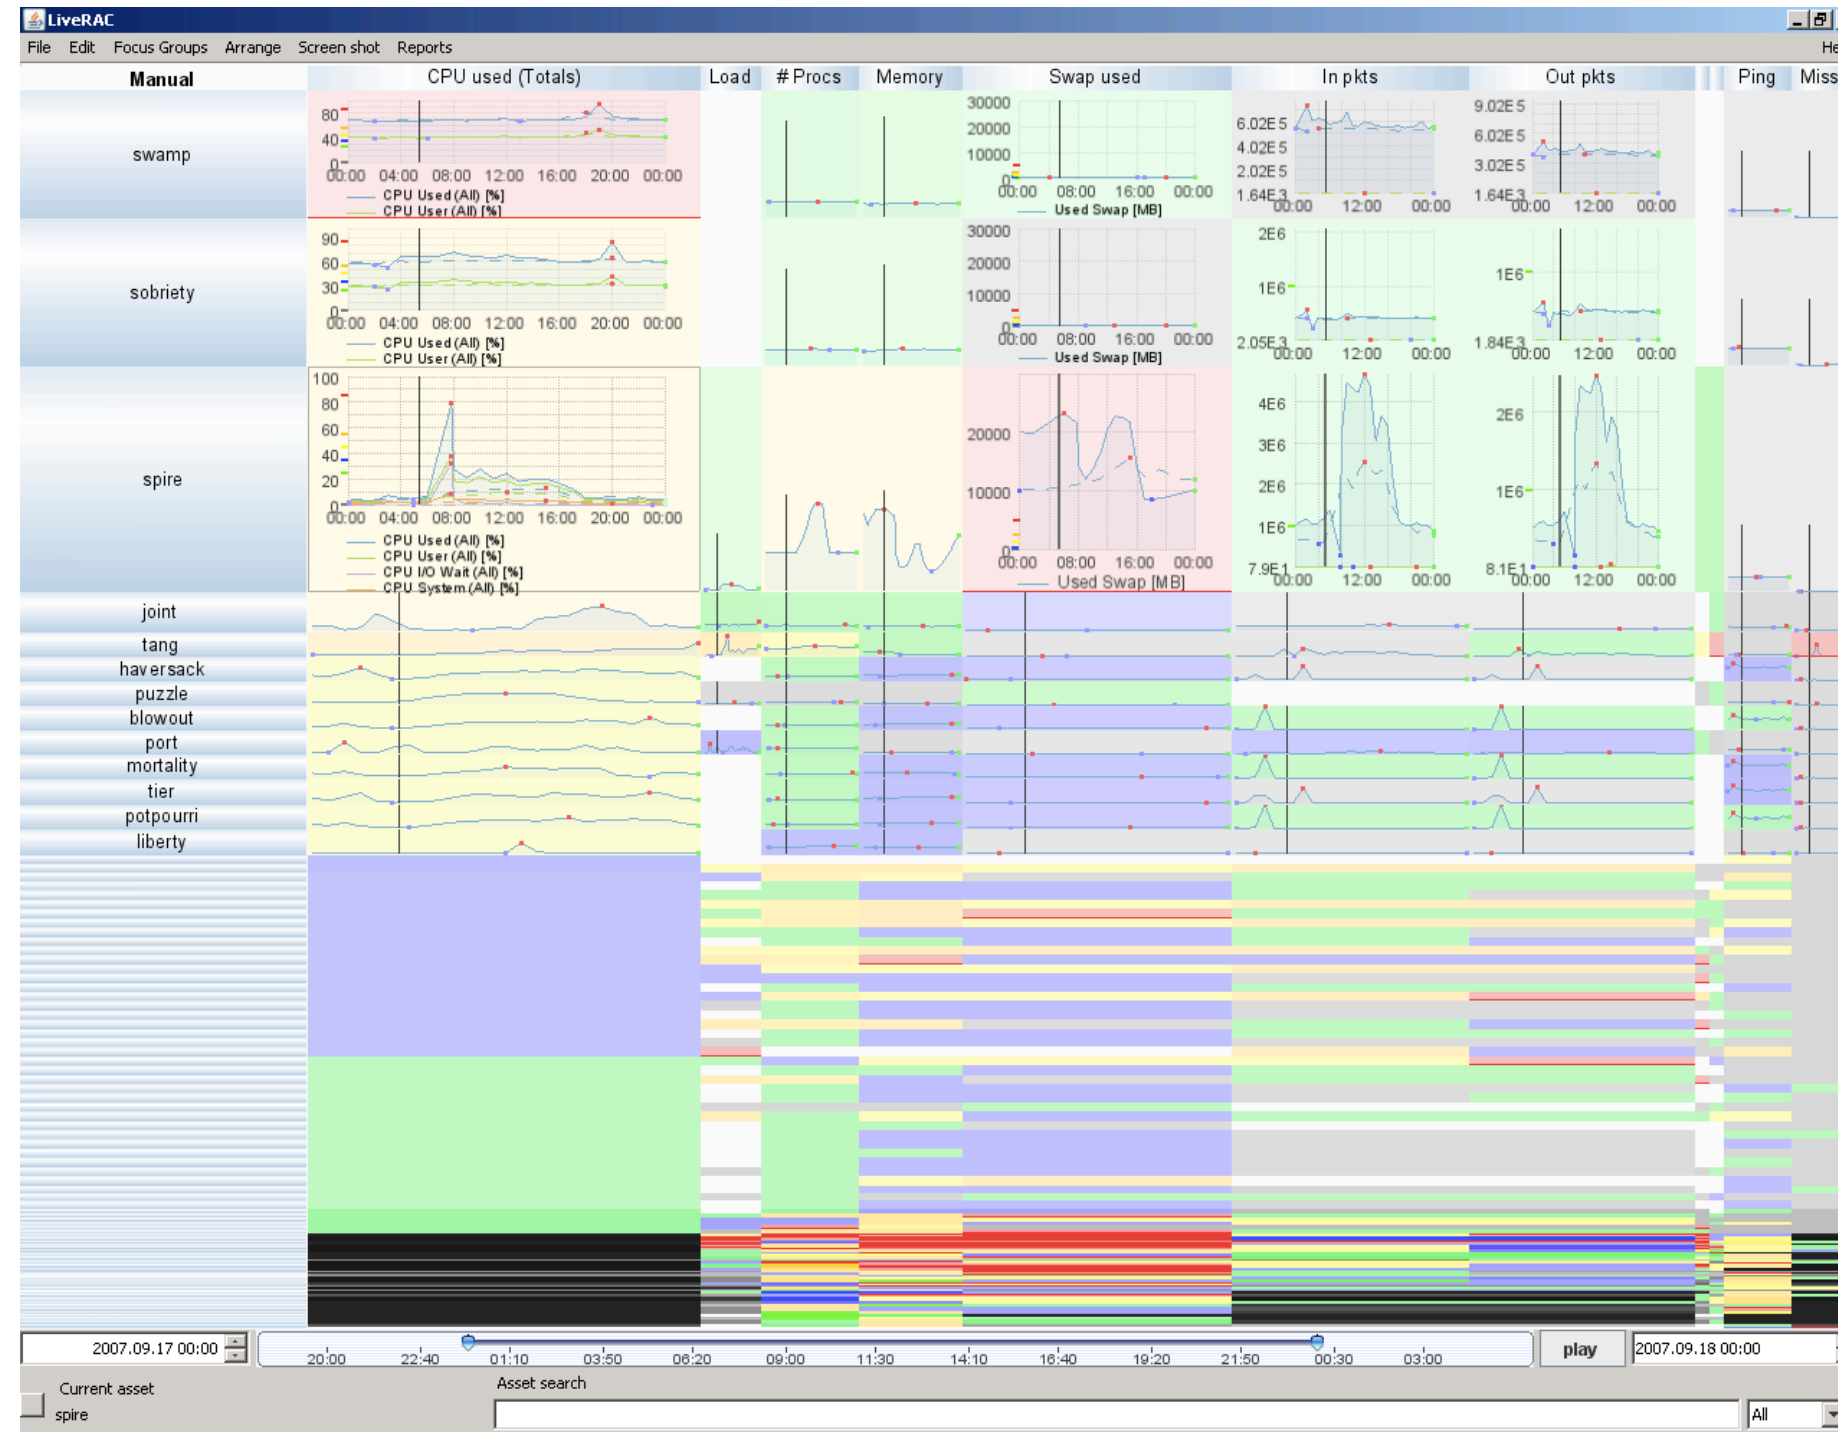 LiveRAC
File Edit Focus Groups Arrange Screen shot Reports
Manual CPU used (Totals) Load # Procs Memory Swap used In pkts Out pkts Ping Miss
swamp
80
40
0
00:00 04:00 08:00 12:00 16:00 20:00 00:00
CPU Used (All) [%]
CPU User (All) [%]
30000
20000
10000
0
00:00 08:00 16:00 00:00
Used Swap [MB]
6.02E5
4.02E5
2.02E5
1.64E3
00:00 12:00 00:00
9.02E5
6.02E5
3.02E5
1.64E3
00:00 12:00 00:00
sobriety
90
60
30
0
00:00 04:00 08:00 12:00 16:00 20:00 00:00
CPU Used (All) [%]
CPU User (All) [%]
30000
20000
10000
0
00:00 08:00 16:00 00:00
Used Swap [MB]
2E6
1E6
2.05E3
00:00 12:00 00:00
1E6
1.84E3
00:00 12:00 00:00
spire
100
80
60
40
20
0
00:00 04:00 08:00 12:00 16:00 20:00 00:00
CPU Used (All) [%]
CPU User (All) [%]
CPU I/O Wait (All) [%]
CPU System (All) [%]
20000
10000
0
00:00 08:00 16:00 00:00
Used Swap [MB]
4E6
3E6
2E6
1E6
7.9E1
00:00 12:00 00:00
2E6
1E6
8.1E1
00:00 12:00 00:00
joint
tang
haversack
puzzle
blowout
port
mortality
tier
potpourri
liberty
2007.09.17 00:00
20:00 22:40 01:10 03:50 06:20 09:00 11:30 14:10 16:40 19:20 21:50 00:30 03:00
play
2007.09.18 00:00
Current asset
spire
Asset search
All